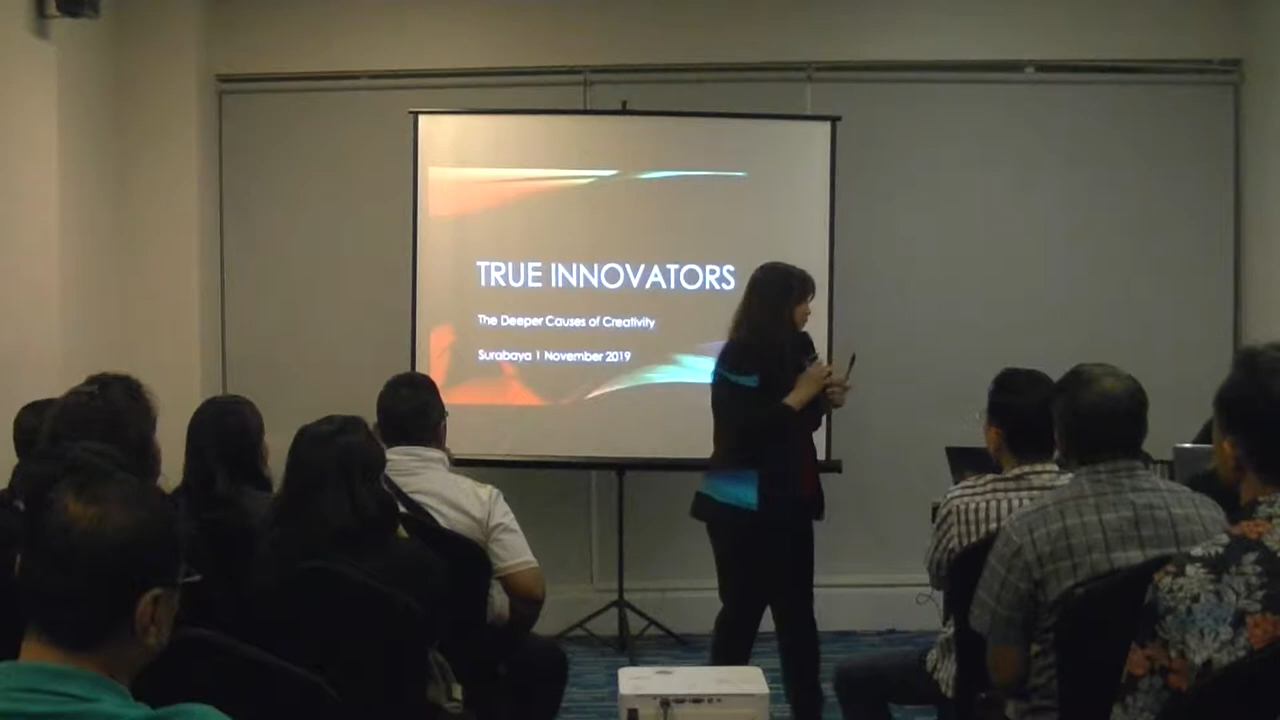 TRUE INNOVATORS
The Deeper Causes of Creativity
Surabaya 1 November 2019